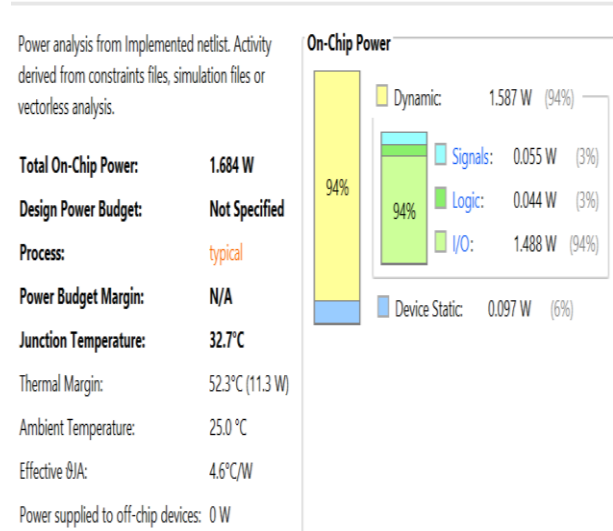 Power analysis from Implemented netlist. Activity
derived from constraints files, simulation files or
vectorless analysis.
Total On-Chip Power: 1.684 W
Design Power Budget: Not Specified
Process: typical
Power Budget Margin: N/A
Junction Temperature: 32.7°C
Thermal Margin: 52.3°C (11.3 W)
Ambient Temperature: 25.0 °C
Effective ϑJA: 4.6°C/W
Power supplied to off-chip devices: 0 W
On-Chip Power
94%
Dynamic: 1.587 W (94%)
94%
Signals: 0.055 W (3%)
Logic: 0.044 W (3%)
I/O: 1.488 W (94%)
Device Static: 0.097 W (6%)